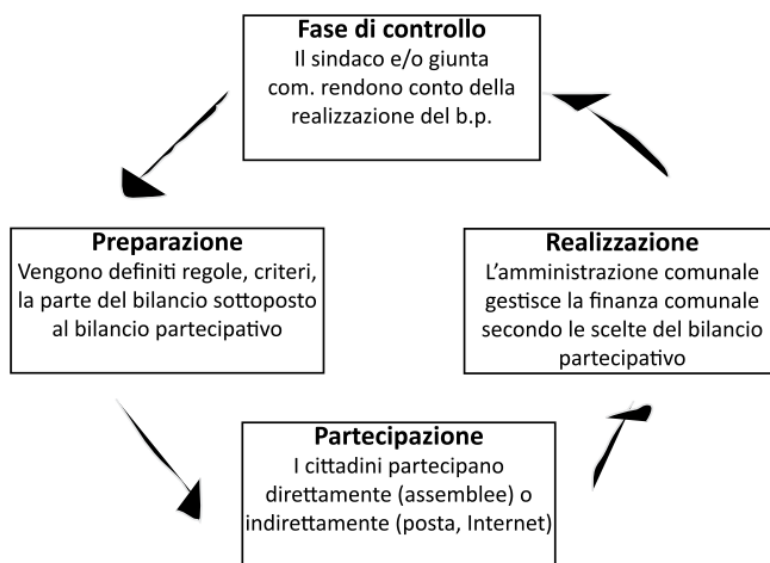 Fase di controllo
Il sindaco e/o giunta
com. rendono conto della
realizzazione del b.p.
Preparazione
Vengono definiti regole, criteri,
la parte del bilancio sottoposto
al bilancio partecipativo
Realizzazione
L’amministrazione comunale
gestisce la finanza comunale
secondo le scelte del bilancio
partecipativo
Partecipazione
I cittadini partecipano
direttamente (assemblee) o
indirettamente (posta, Internet)